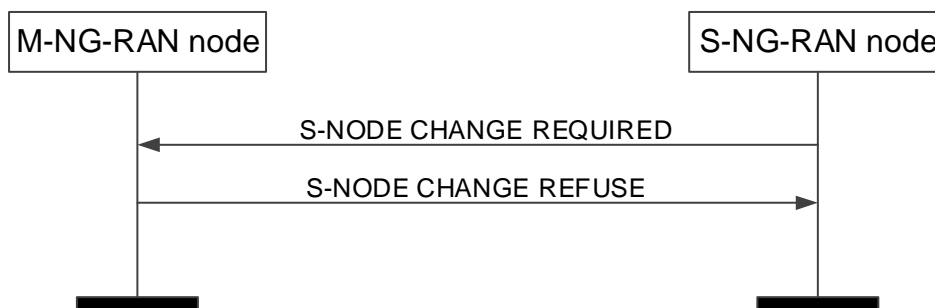 M-NG-RAN node
S-NG-RAN node
S-NODE CHANGE REQUIRED
S-NODE CHANGE REFUSE